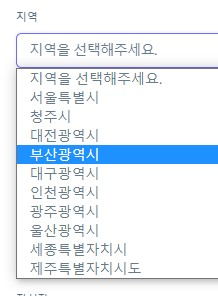 지역
지역을 선택해주세요.
지역을 선택해주세요.
서울특별시
청주시
대전광역시
부산광역시
대구광역시
인천광역시
광주광역시
울산광역시
세종특별자치시
제주특별자치시도